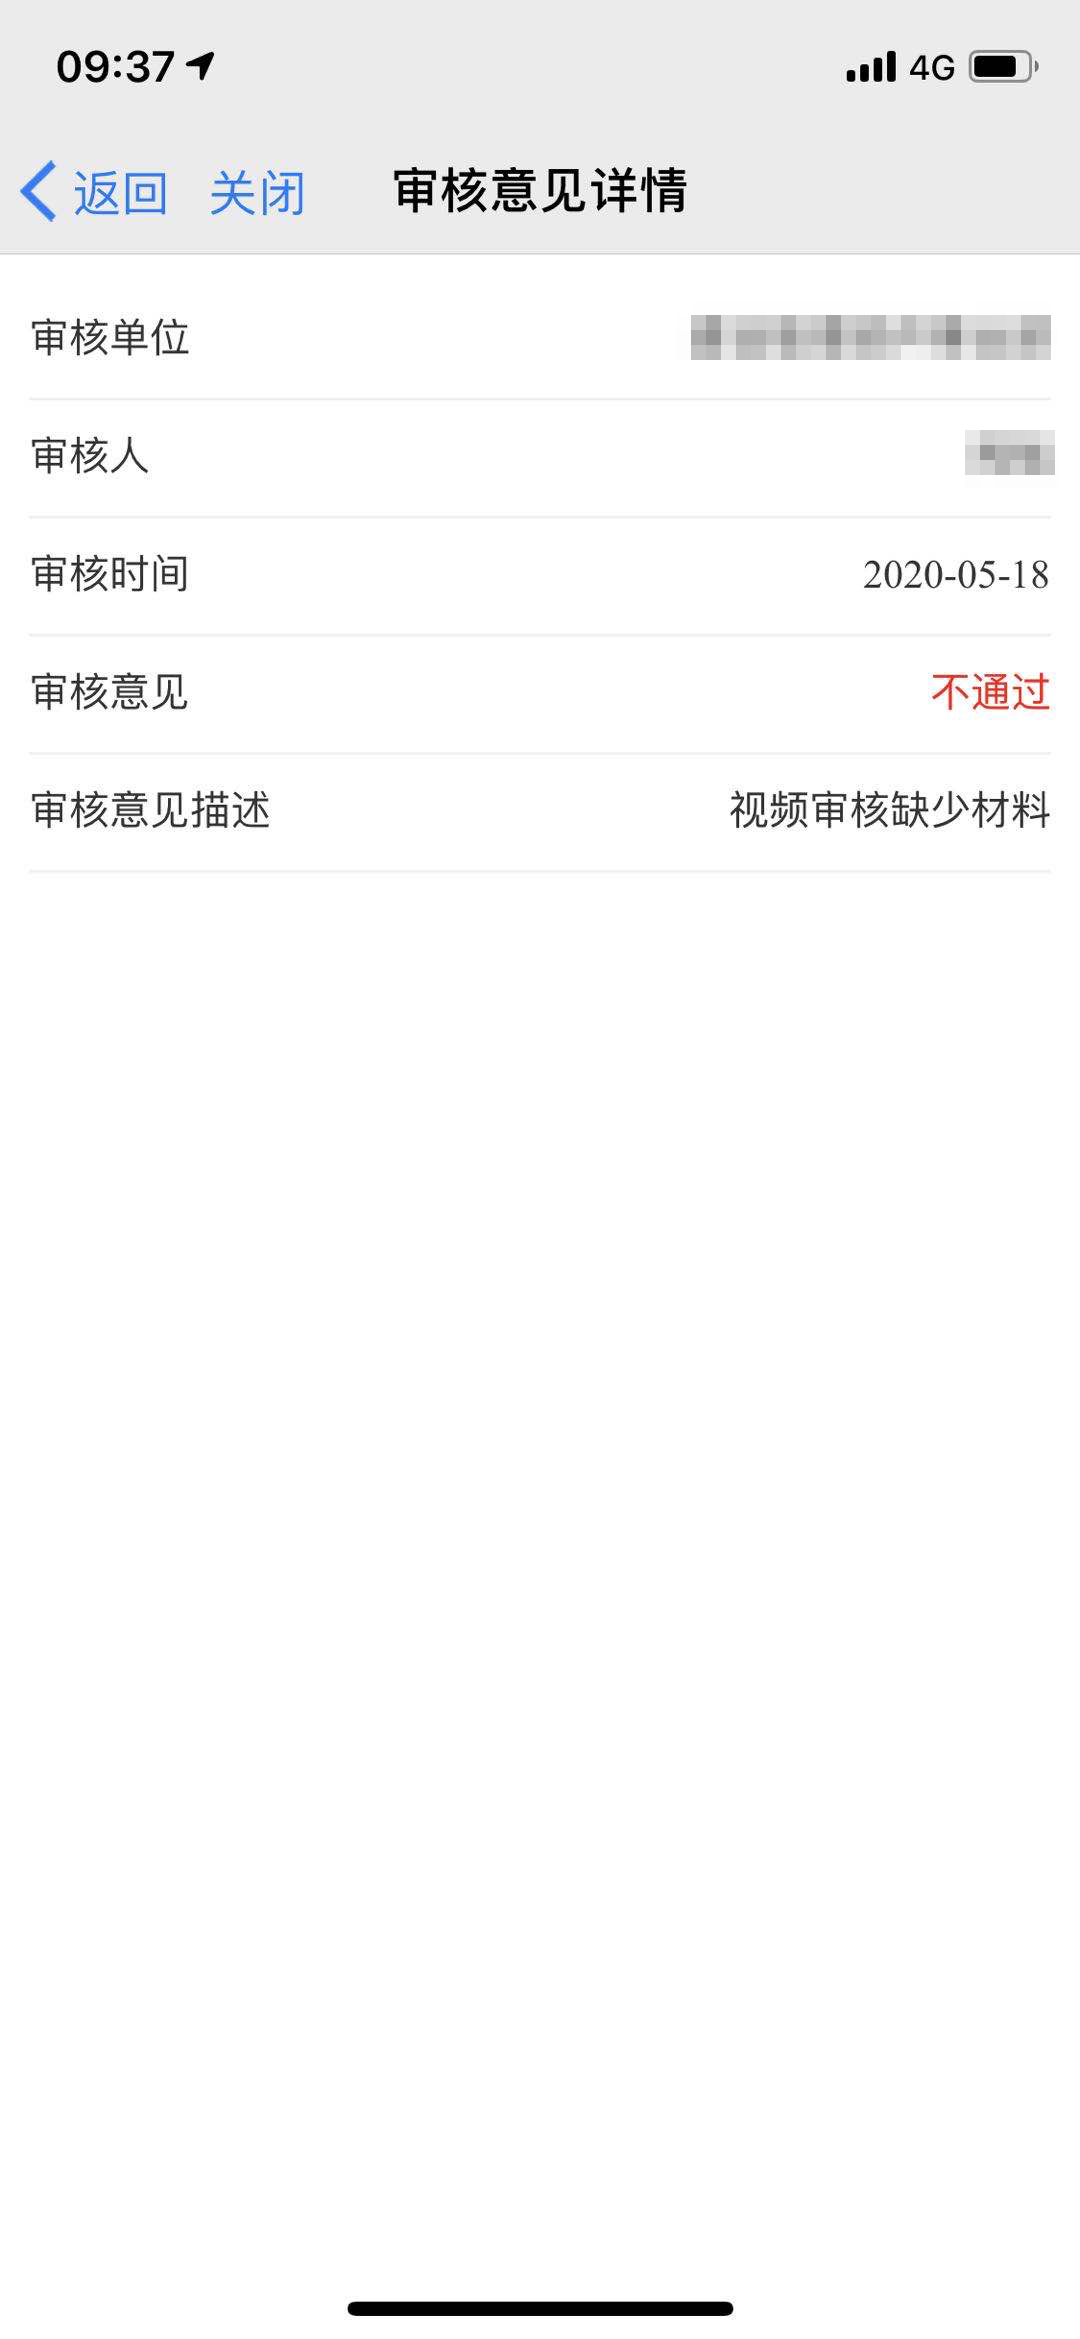 09:37
4G
返回 关闭 审核意见详情
审核单位
审核人
审核时间 2020-05-18
审核意见 不通过
审核意见描述 视频审核缺少材料